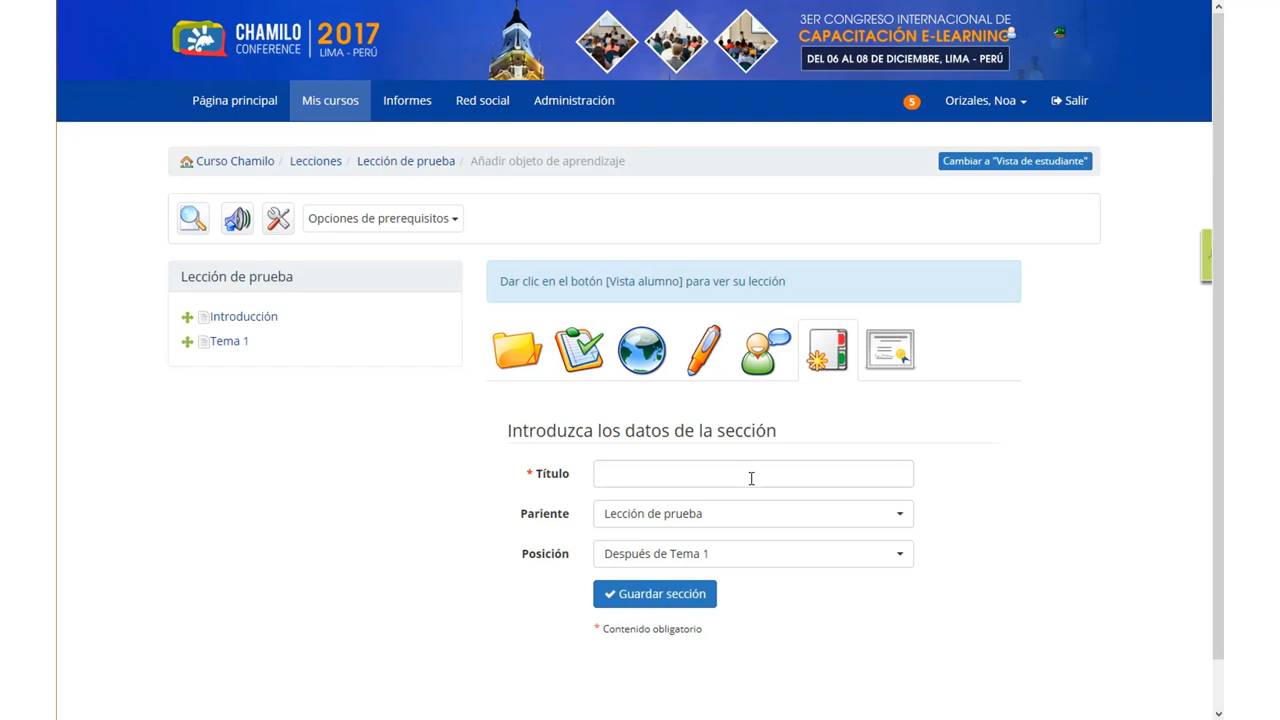 CHAMILO
CONFERENCE
2017
LIMA - PERÚ
3ER CONGRESO INTERNACIONAL DE
CAPACITACIÓN E-LEARNING
DEL 06 AL 08 DE DICIEMBRE, LIMA - PERÚ
Página principal
Mis cursos
Informes
Red social
Administración
5
Orizales, Noa
Salir
Curso Chamilo / Lecciones / Lección de prueba / Añadir objeto de aprendizaje
Cambiar a "Vista de estudiante"
Opciones de prerequisitos
Lección de prueba
Introducción
Tema 1
Dar clic en el botón [Vista alumno] para ver su lección
Introduzca los datos de la sección
* Título
Pariente
Lección de prueba
Posición
Después de Tema 1
Guardar sección
* Contenido obligatorio